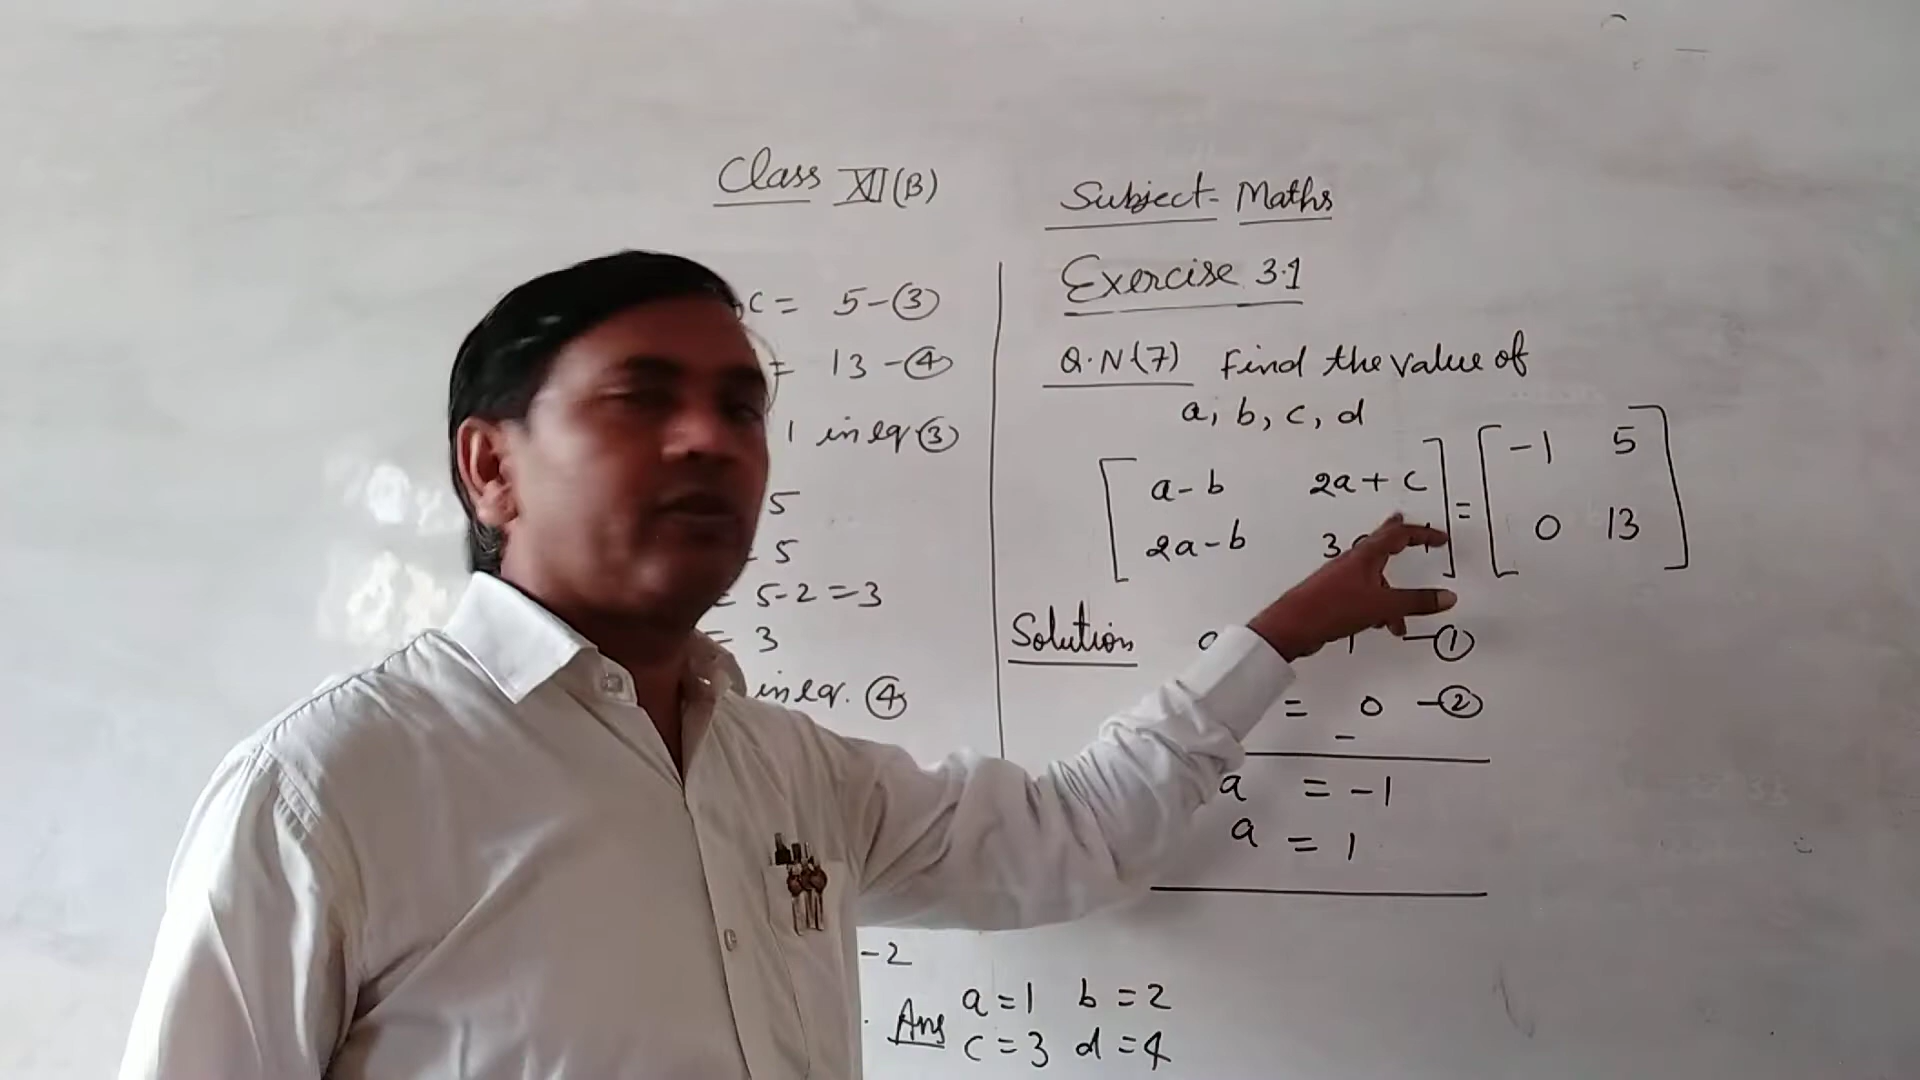 Class XII (B)
Subject - Maths
Exercise 3.1
Q.N(7) Find the value of
a, b, c, d
a-b 2a+c = -1 5
2a-b 0 13
Solution -①
= 0 -②
-
a = -1
a = 1
c = 5 -③
= 13 -④
1 in eq ③
5
= 5
= 5-2 = 3
= 3
in eq. ④
-2
Ans a = 1 b = 2
c = 3 d = 4